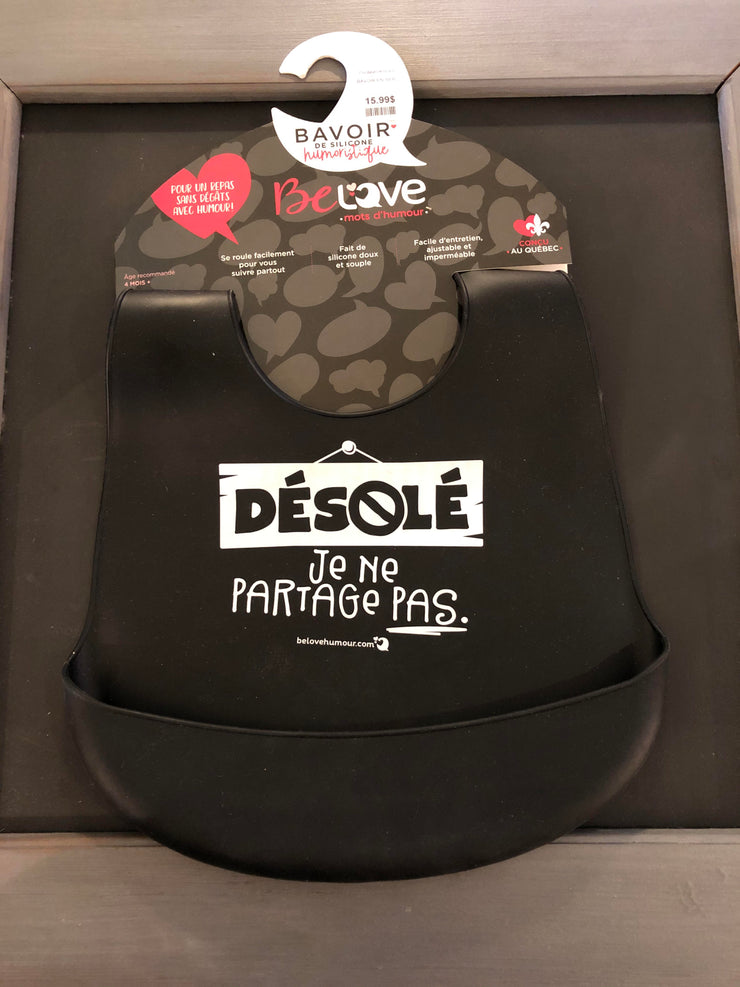 15.99$
BAVOIR
DE SILICONE
humoristique
POUR UN REPAS
SANS DÉGÂTS
AVEC HUMOUR!
BeLOVE
• mots d'humour •
Se roule facilement
pour vous
suivre partout
Fait de
silicone doux
et souple
Facile d'entretien,
ajustable et
imperméable
CONÇU
• AU QUÉBEC •
Âge recommandé
4 MOIS +
DÉSOLÉ
Je Ne
PARTAGe PAS.
belovehumour.com